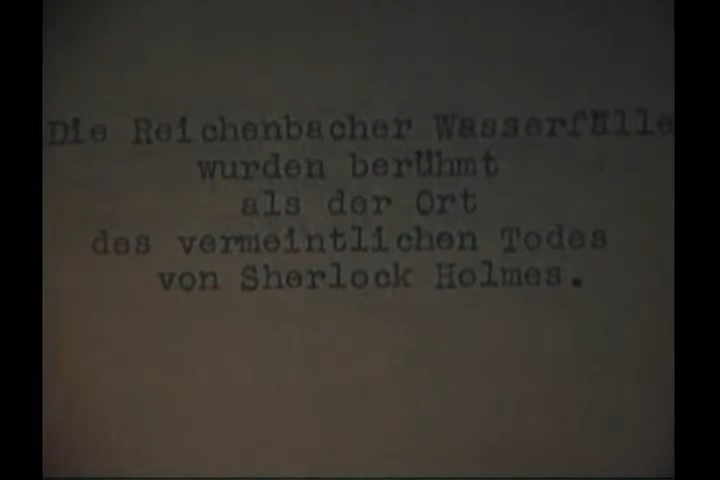 Die Reichenbacher Wasserfälle
wurden berühmt
als der Ort
des vermeintlichen Todes
von Sherlock Holmes.